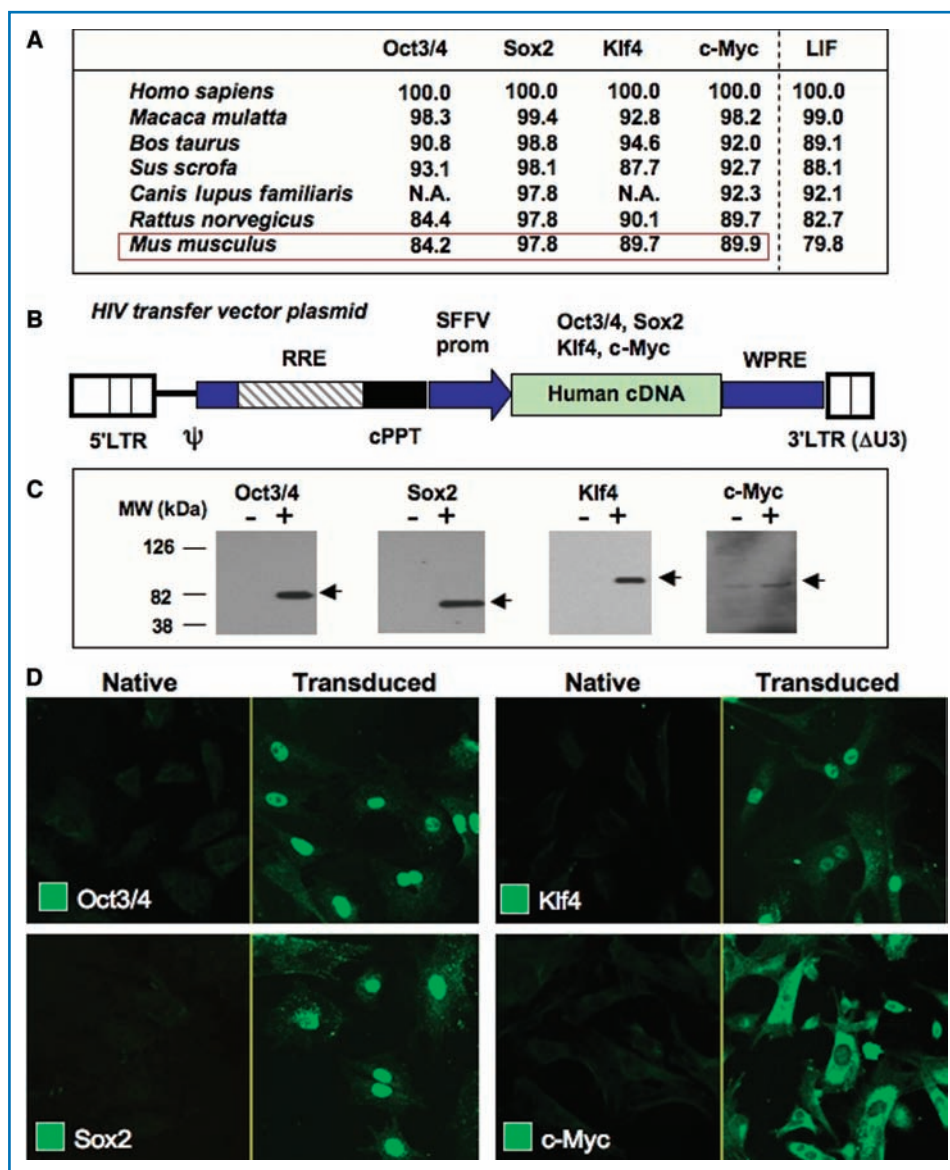 A
Oct3/4 Sox2 Klf4 c-Myc LIF
Homo sapiens 100.0 100.0 100.0 100.0 100.0
Macaca mulatta 98.3 99.4 92.8 98.2 99.0
Bos taurus 90.8 98.8 94.6 92.0 89.1
Sus scrofa 93.1 98.1 87.7 92.7 88.1
Canis lupus familiaris N.A. 97.8 N.A. 92.3 92.1
Rattus norvegicus 84.4 97.8 90.1 89.7 82.7
Mus musculus 84.2 97.8 89.7 89.9 79.8
B
HIV transfer vector plasmid
SFFV
prom
Oct3/4, Sox2
Klf4, c-Myc
RRE
WPRE
Human cDNA
5'LTR
ψ
cPPT
3'LTR (ΔU3)
C
Oct3/4 Sox2 Klf4 c-Myc
MW (kDa) - + - + - + - +
126
82
38
D
Native Transduced Native Transduced
Oct3/4
Klf4
Sox2
c-Myc